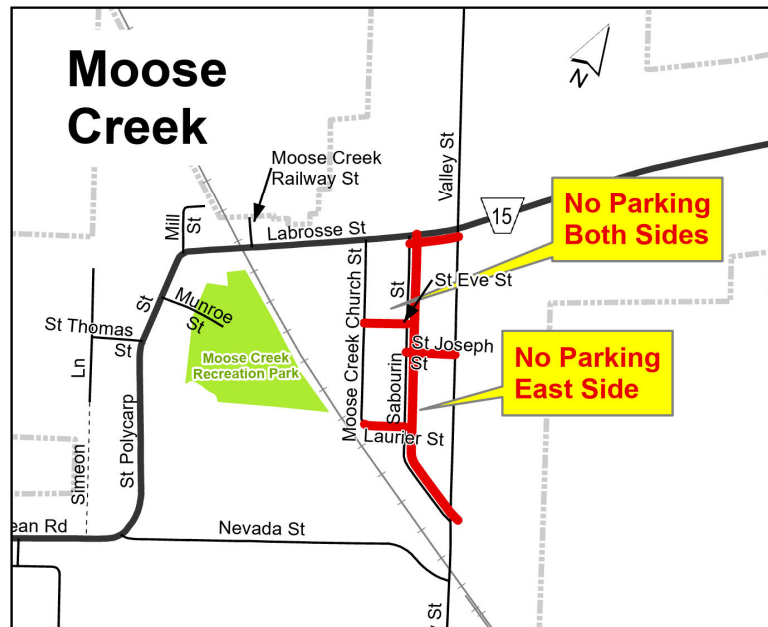 Moose
Creek
N
Moose Creek
Railway St
Valley St
15
No Parking
Both Sides
Mill
St
Labrosse St
St Eve St
St
Munroe
St
St
Moose Creek Church St
St Thomas
St
St Joseph
St
Moose Creek
Recreation Park
No Parking
East Side
Ln
Sabourin
St Polycarp
Laurier St
Simeon
ean Rd
Nevada St
y St